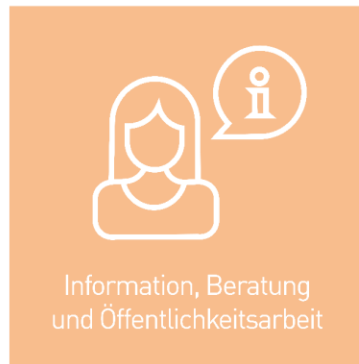 i
Information, Beratung
und Öffentlichkeitsarbeit